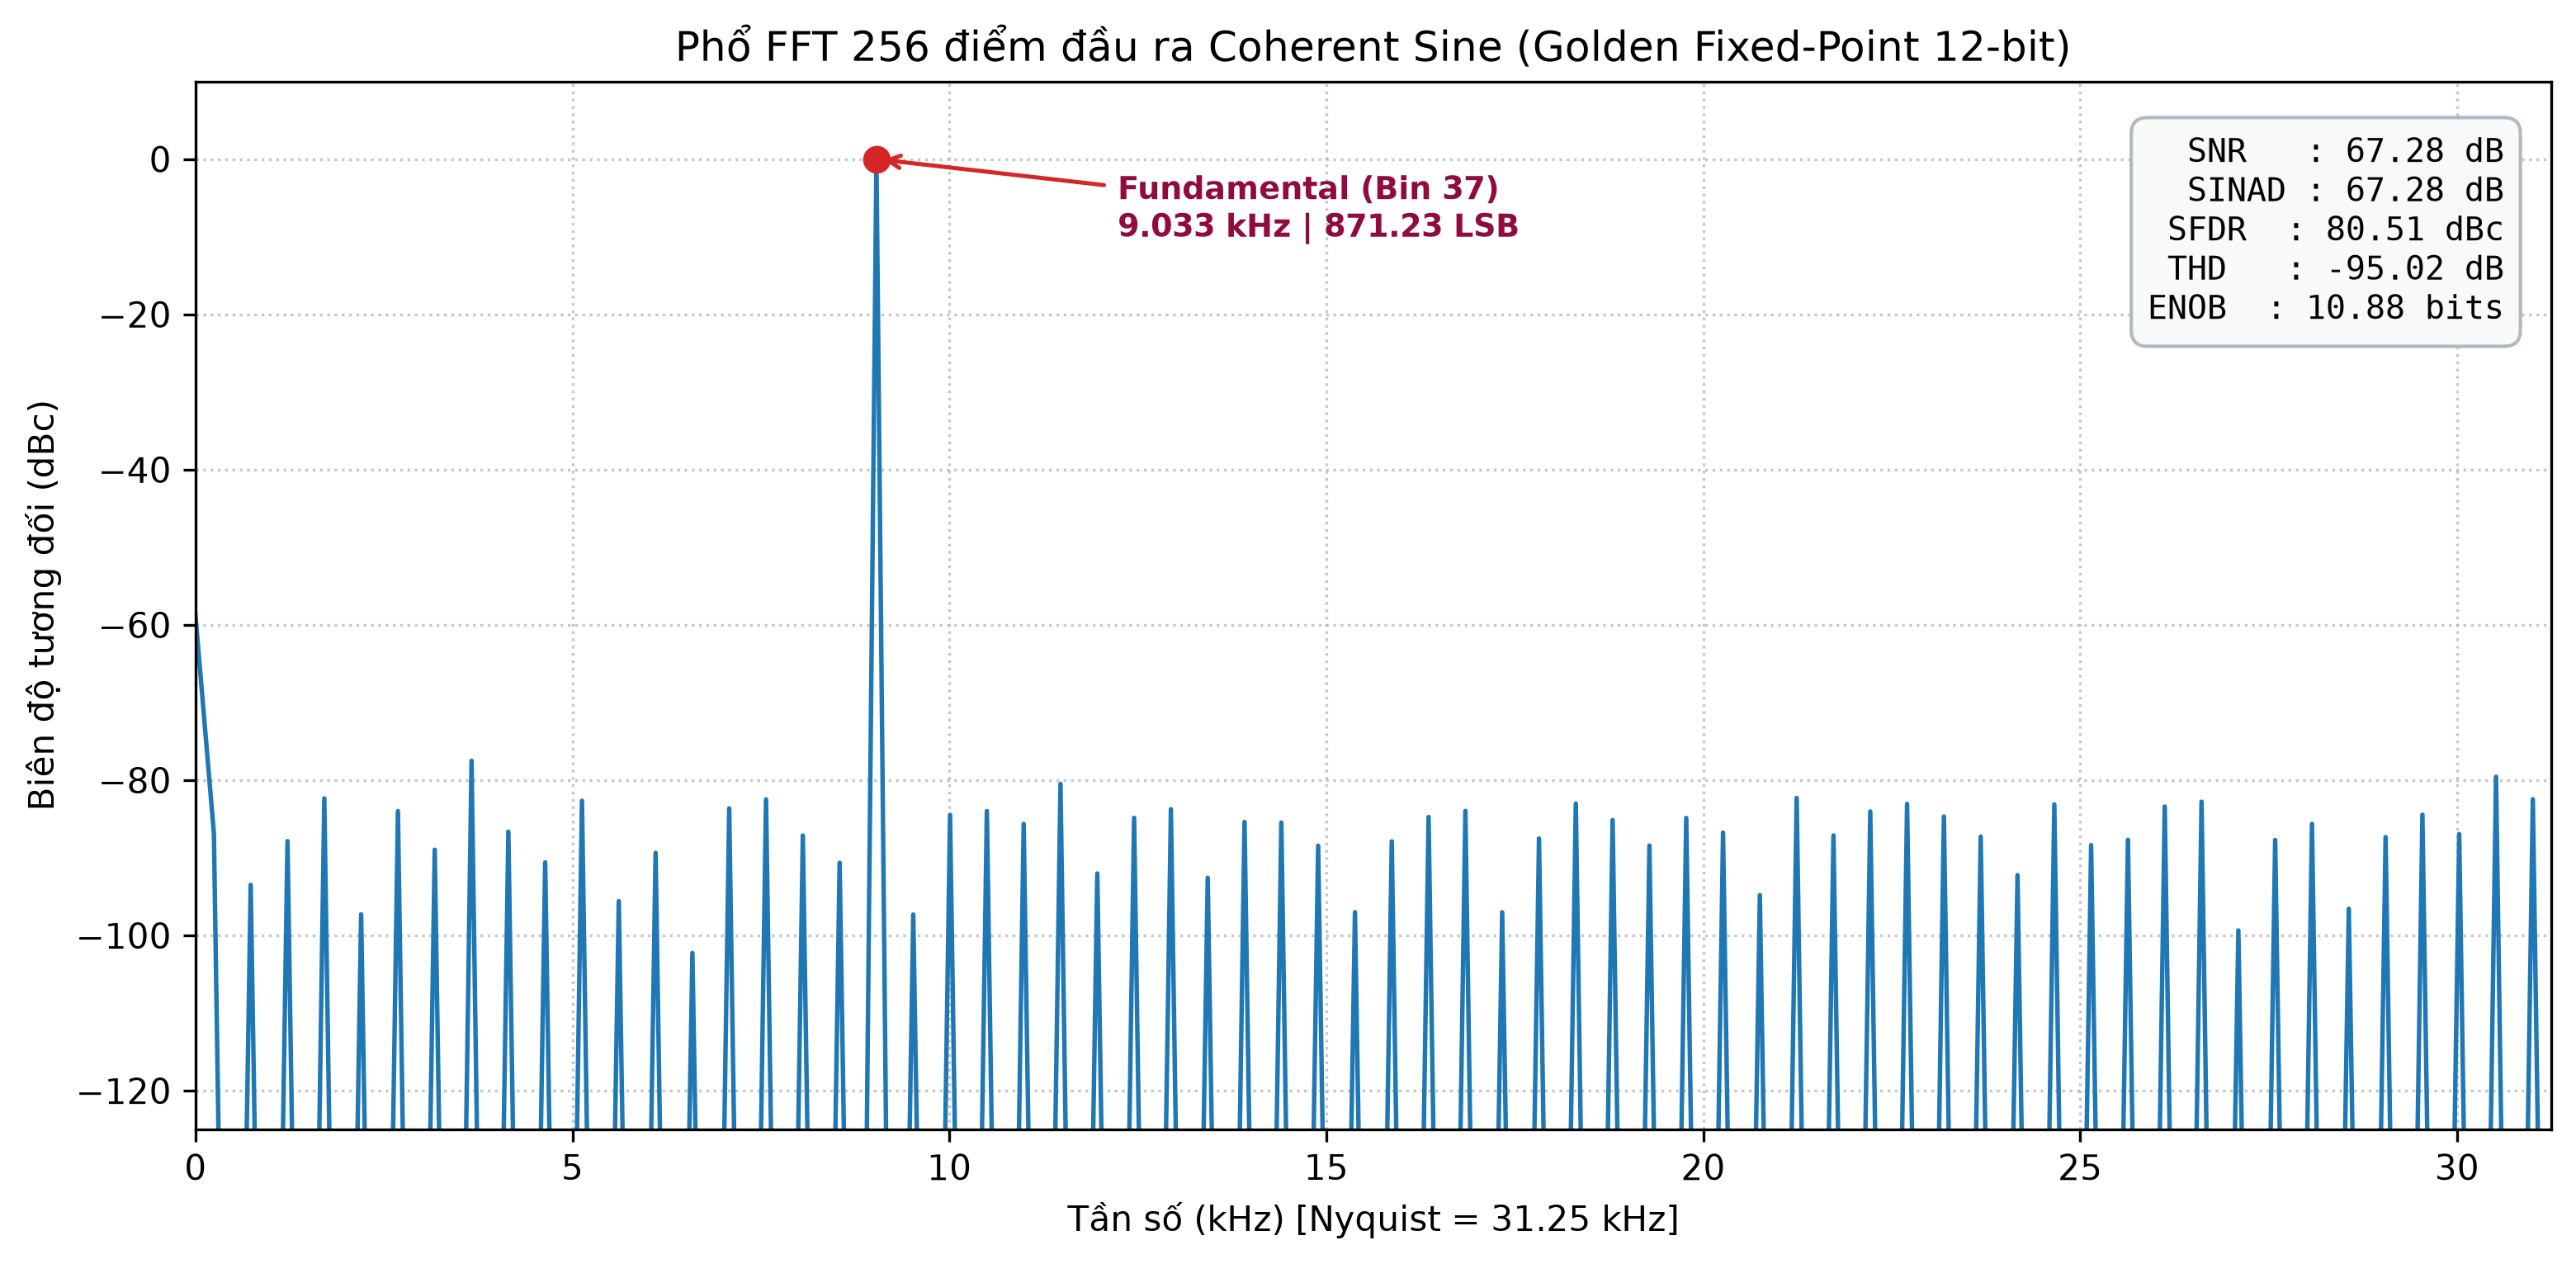 Phổ FFT 256 điểm đầu ra Coherent Sine (Golden Fixed-Point 12-bit)
SNR   : 67.28 dB
SINAD : 67.28 dB
SFDR  : 80.51 dBc
THD   : -95.02 dB
ENOB  : 10.88 bits
Fundamental (Bin 37)
9.033 kHz | 871.23 LSB
Biên độ tương đối (dBc)
0
−20
−40
−60
−80
−100
−120
0 5 10 15 20 25 30
Tần số (kHz) [Nyquist = 31.25 kHz]